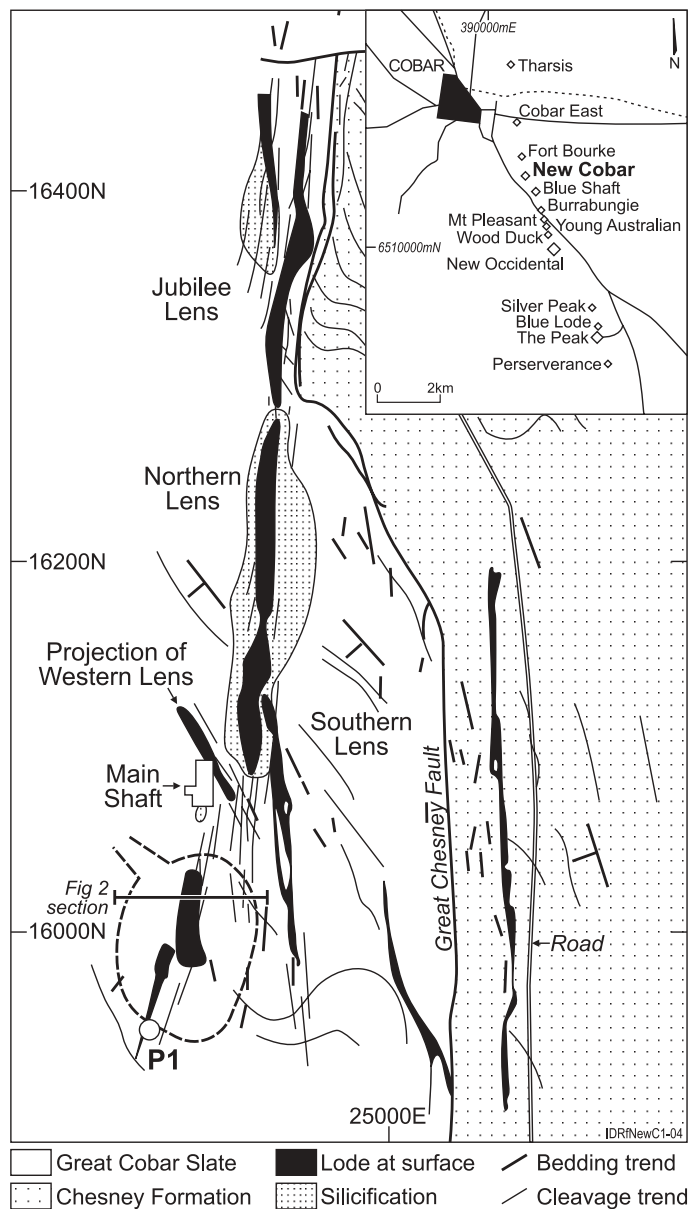 390000mE
N
COBAR
Tharsis
Cobar East
Fort Bourke
New Cobar
Blue Shaft
Burrabungie
Mt Pleasant
Young Australian
Wood Duck
6510000mN
New Occidental
Silver Peak
Blue Lode
The Peak
Perserverance
0 2km
16400N
Jubilee
Lens
Northern
Lens
16200N
Projection of
Western Lens
Southern
Lens
Main
Shaft
Great Chesney Fault
Fig 2
section
16000N
Road
P1
25000E
IDRfNewC1-04
Great Cobar Slate
Lode at surface
Bedding trend
Chesney Formation
Silicification
Cleavage trend